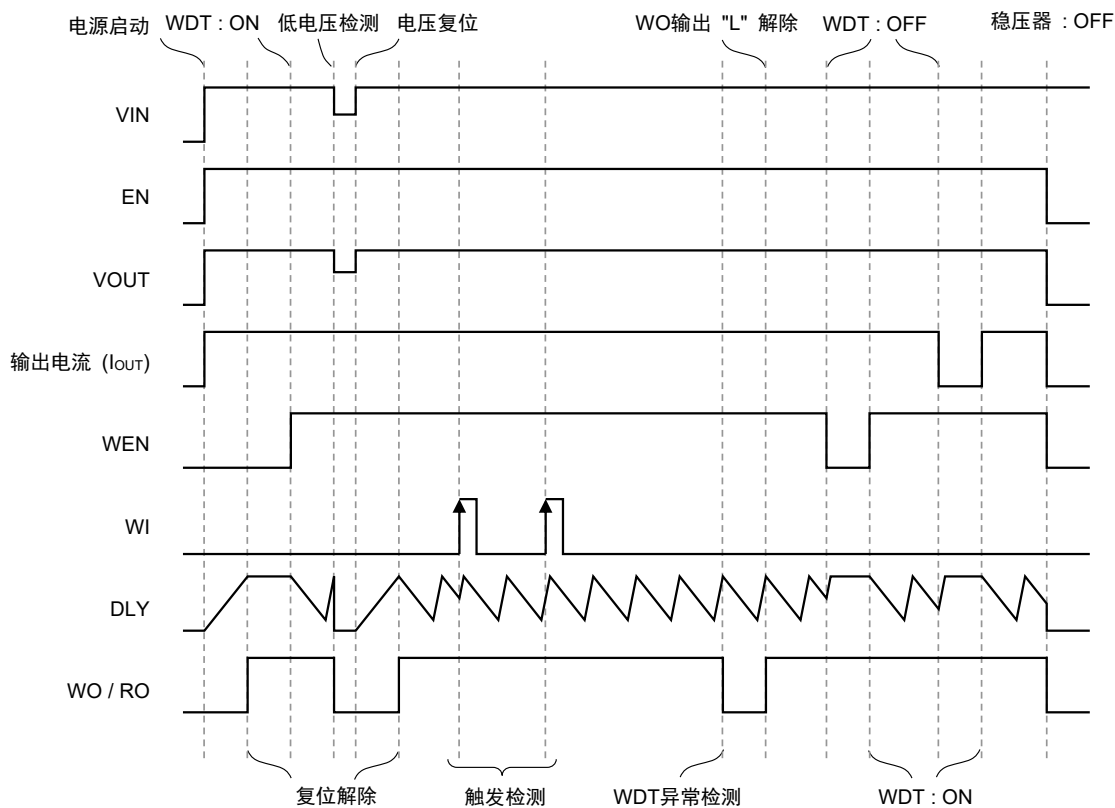 电源启动 WDT : ON 低电压检测 电压复位 WO输出 "L" 解除 WDT : OFF 稳压器 : OFF
VIN
EN
VOUT
输出电流 (IOUT)
WEN
WI
DLY
WO / RO
复位解除 触发检测 WDT异常检测 WDT : ON